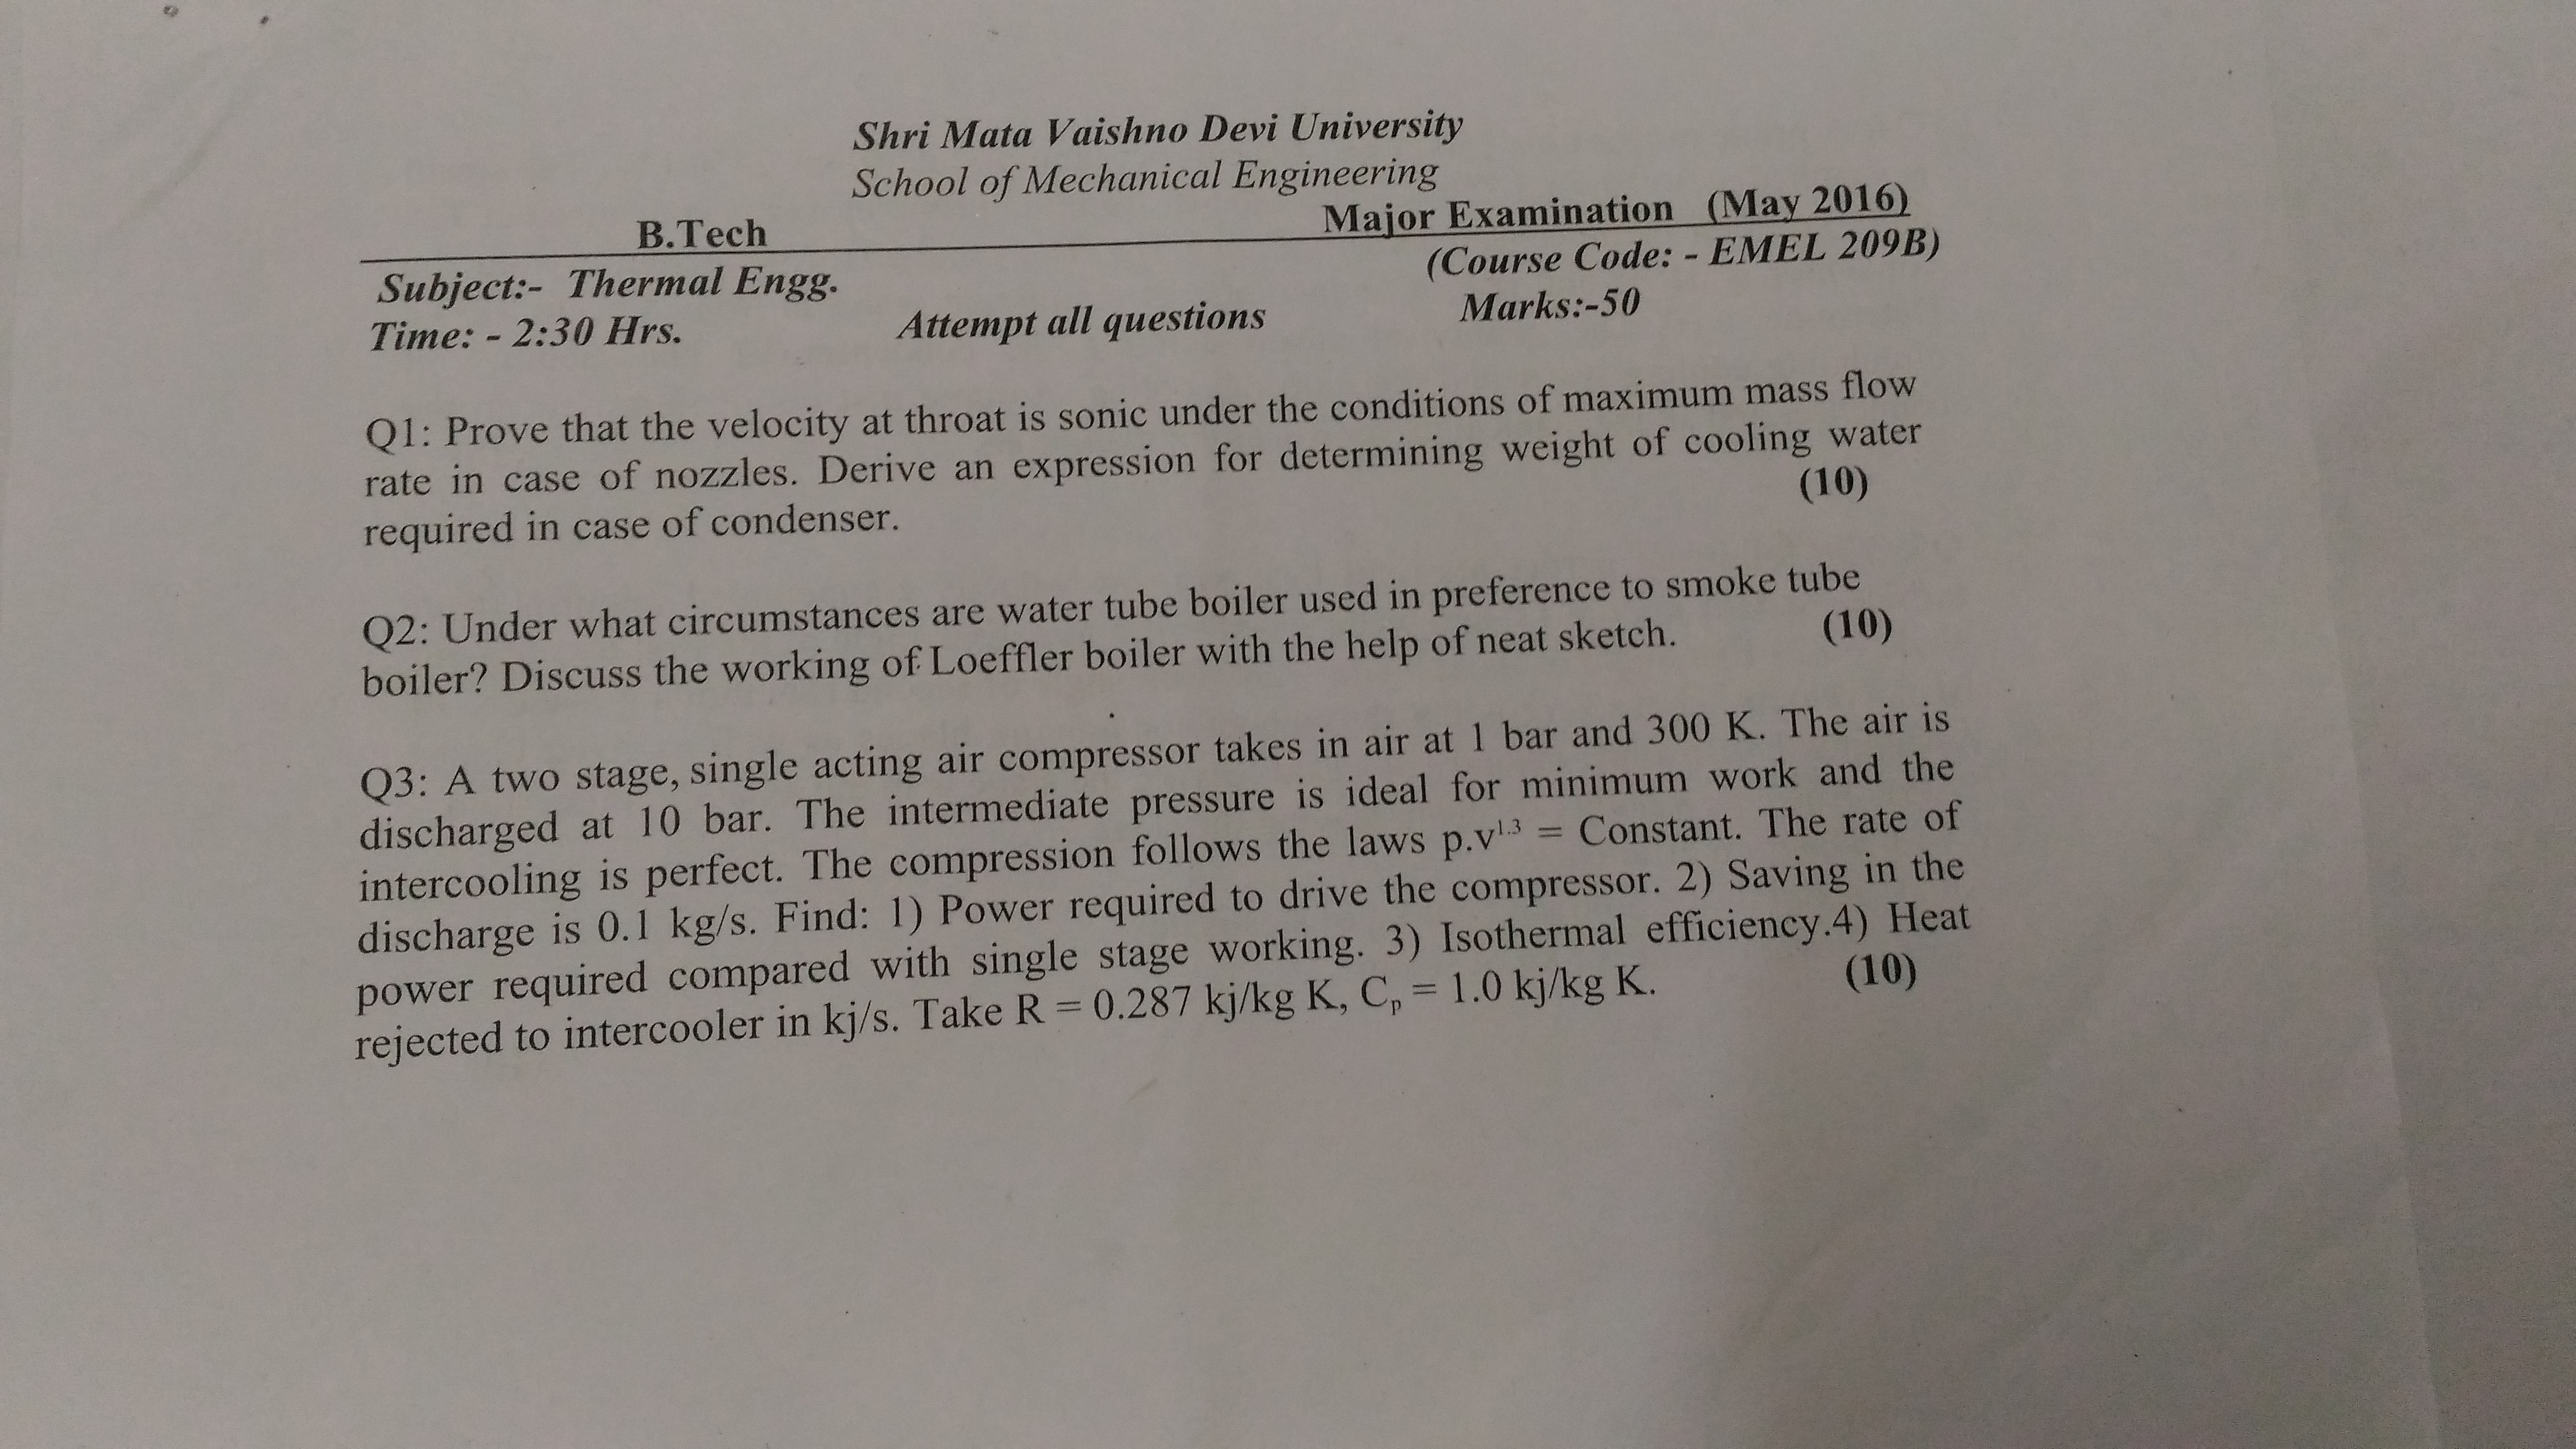 Shri Mata Vaishno Devi University
School of Mechanical Engineering
B.Tech Major Examination (May 2016)
Subject:- Thermal Engg. (Course Code: - EMEL 209B)
Time: - 2:30 Hrs. Attempt all questions Marks:-50
Q1: Prove that the velocity at throat is sonic under the conditions of maximum mass flow
rate in case of nozzles. Derive an expression for determining weight of cooling water
required in case of condenser. (10)
Q2: Under what circumstances are water tube boiler used in preference to smoke tube
boiler? Discuss the working of Loeffler boiler with the help of neat sketch. (10)
Q3: A two stage, single acting air compressor takes in air at 1 bar and 300 K. The air is
discharged at 10 bar. The intermediate pressure is ideal for minimum work and the
intercooling is perfect. The compression follows the laws p.v¹·³ = Constant. The rate of
discharge is 0.1 kg/s. Find: 1) Power required to drive the compressor. 2) Saving in the
power required compared with single stage working. 3) Isothermal efficiency.4) Heat
rejected to intercooler in kj/s. Take R = 0.287 kj/kg K, Cₚ = 1.0 kj/kg K. (10)